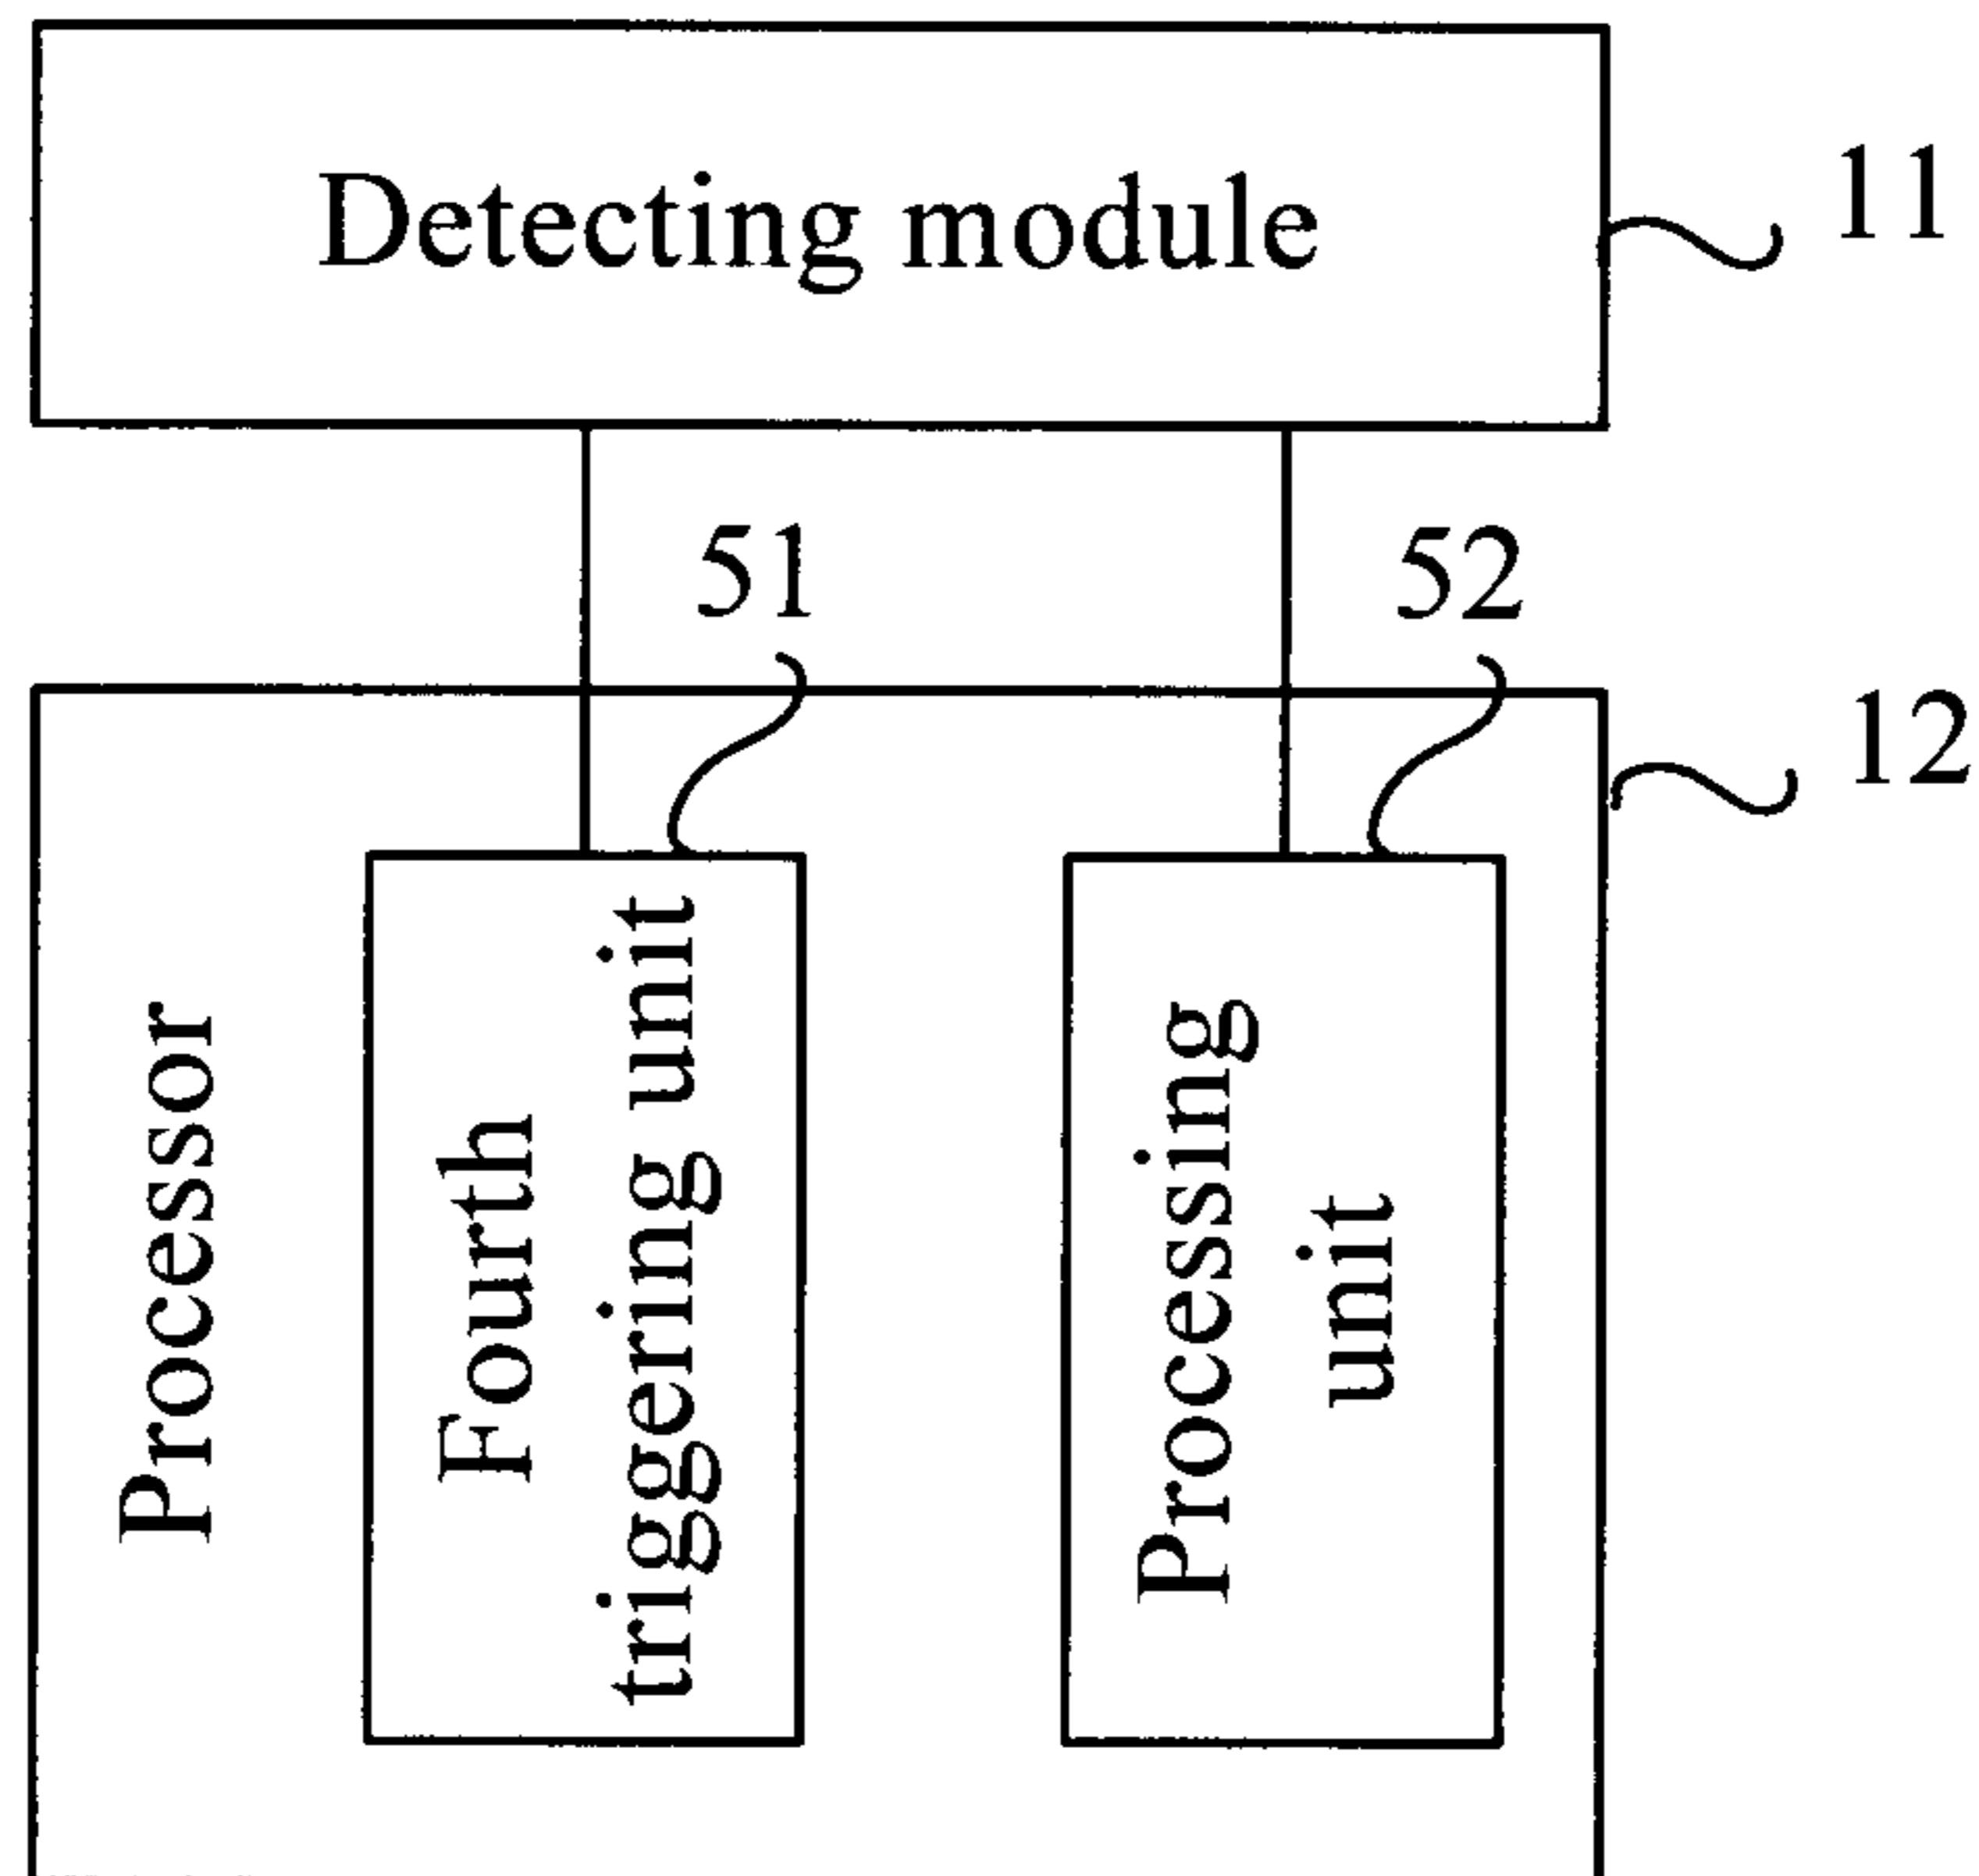 Detecting module
11
51
52
12
Processor
Fourth
triggering unit
Processing
unit